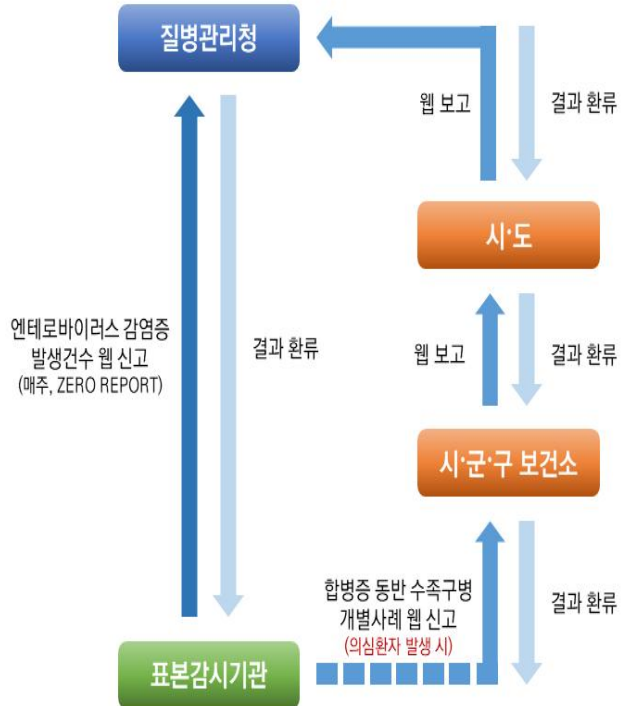 질병관리청
웹 보고
결과 환류
시·도
엔테로바이러스 감염증
발생건수 웹 신고
(매주, ZERO REPORT)
결과 환류
웹 보고
결과 환류
시·군·구 보건소
합병증 동반 수족구병
개별사례 웹 신고
(의심환자 발생 시)
결과 환류
표본감시기관